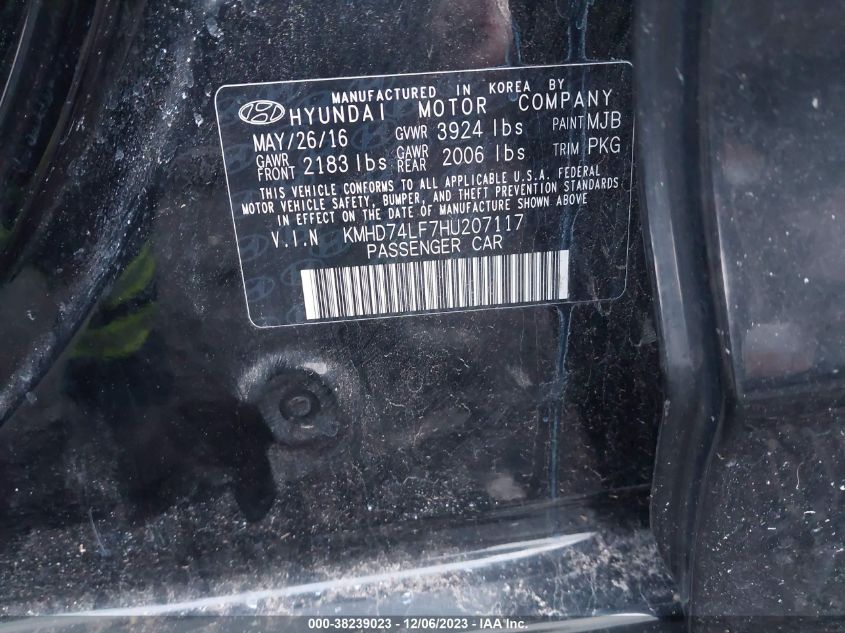 MANUFACTURED IN KOREA BY
HYUNDAI MOTOR COMPANY
MAY/26/16 GVWR 3924 lbs PAINT MJB
GAWR FRONT 2183 lbs GAWR REAR 2006 lbs TRIM PKG
THIS VEHICLE CONFORMS TO ALL APPLICABLE U.S.A. FEDERAL
MOTOR VEHICLE SAFETY, BUMPER, AND THEFT PREVENTION STANDARDS
IN EFFECT ON THE DATE OF MANUFACTURE SHOWN ABOVE
V.I.N KMHD74LF7HU207117
PASSENGER CAR
000-38239023 - 12/06/2023 - IAA Inc.